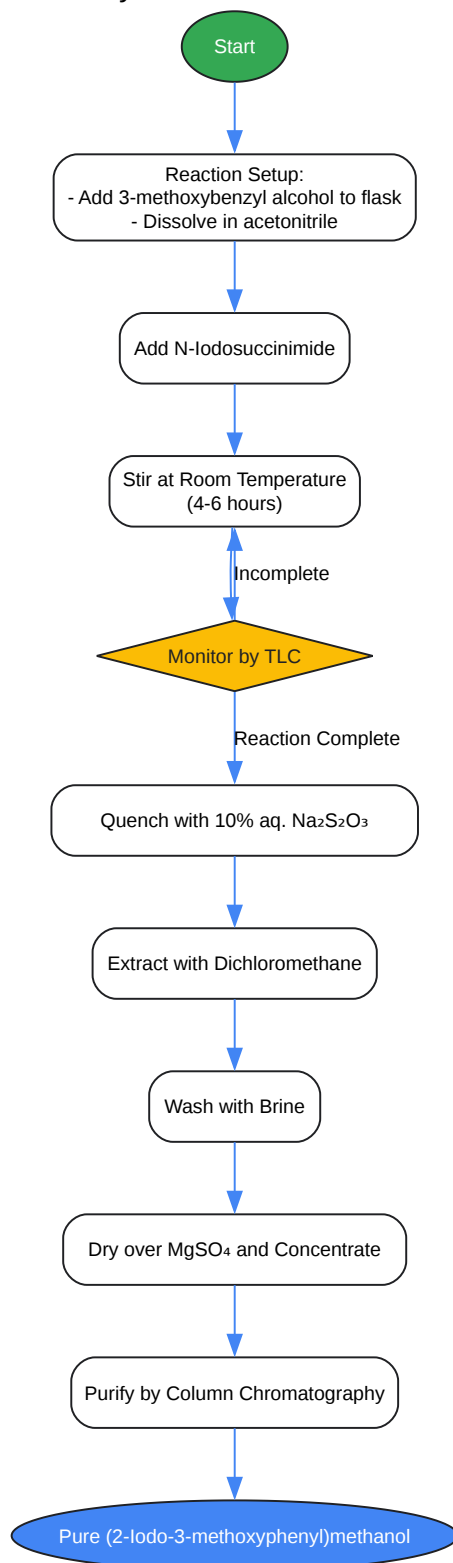 Start
Reaction Setup:
- Add 3-methoxybenzyl alcohol to flask
- Dissolve in acetonitrile
Add N-Iodosuccinimide
Stir at Room Temperature
(4-6 hours)
Incomplete
Monitor by TLC
Reaction Complete
Quench with 10% aq. Na₂S₂O₃
Extract with Dichloromethane
Wash with Brine
Dry over MgSO₄ and Concentrate
Purify by Column Chromatography
Pure (2-Iodo-3-methoxyphenyl)methanol